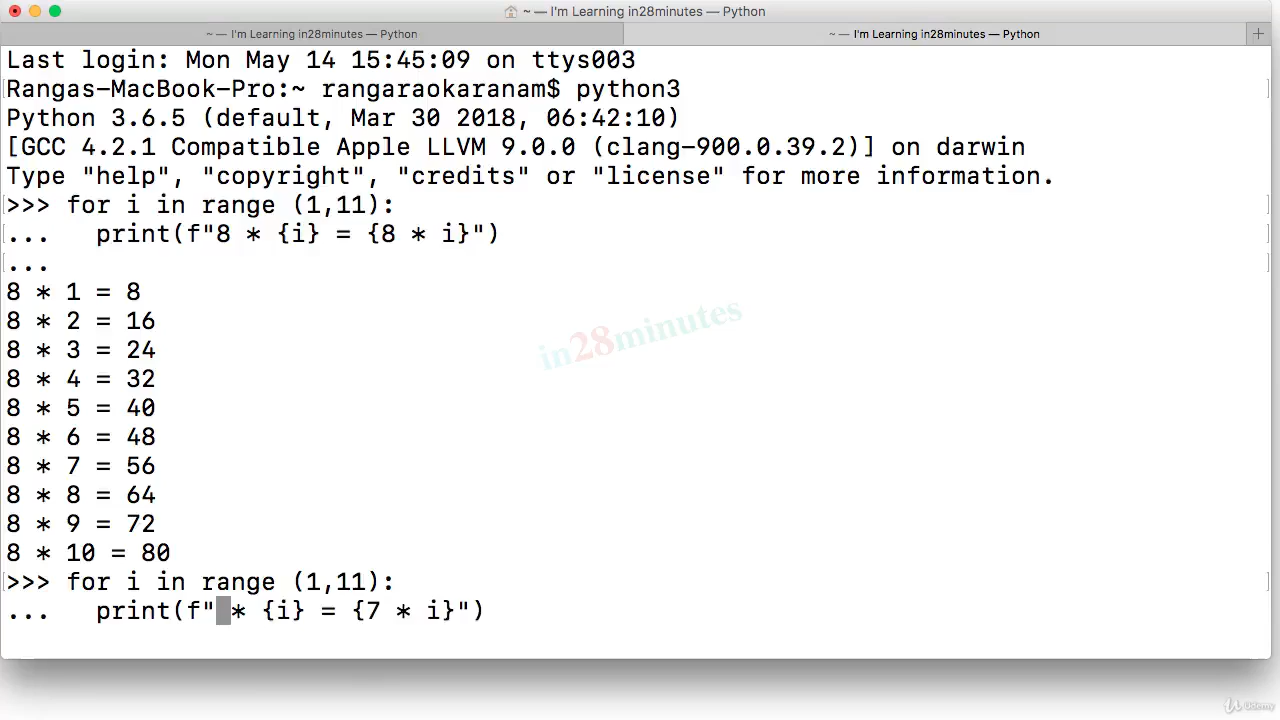 ~ — I'm Learning in28minutes — Python
~ — I'm Learning in28minutes — Python
~ — I'm Learning in28minutes — Python
Last login: Mon May 14 15:45:09 on ttys003
Rangas-MacBook-Pro:~ rangaraokaranam$ python3
Python 3.6.5 (default, Mar 30 2018, 06:42:10)
[GCC 4.2.1 Compatible Apple LLVM 9.0.0 (clang-900.0.39.2)] on darwin
Type "help", "copyright", "credits" or "license" for more information.
>>> for i in range (1,11):
...   print(f"8 * {i} = {8 * i}")
...
8 * 1 = 8
8 * 2 = 16
8 * 3 = 24
8 * 4 = 32
8 * 5 = 40
8 * 6 = 48
8 * 7 = 56
8 * 8 = 64
8 * 9 = 72
8 * 10 = 80
>>> for i in range (1,11):
...   print(f" * {i} = {7 * i}")
in28minutes
Udemy